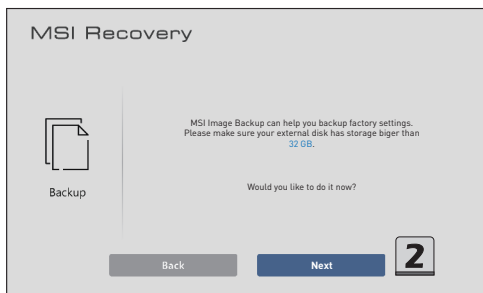 MSI Recovery
MSI Image Backup can help you backup factory settings.
Please make sure your external disk has storage biger than
32 GB.
Backup
Would you like to do it now?
Back
Next
2